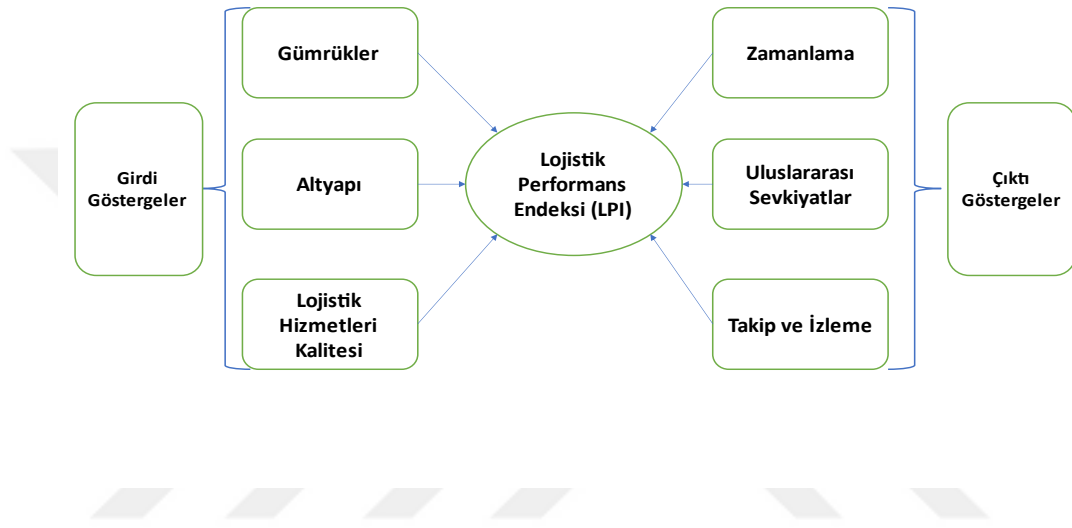 Girdi
Göstergeler
Gümrükler
Altyapı
Lojistik
Hizmetleri
Kalitesi
Lojistik
Performans
Endeksi (LPI)
Zamanlama
Uluslararası
Sevkiyatlar
Takip ve İzleme
Çıktı
Göstergeler